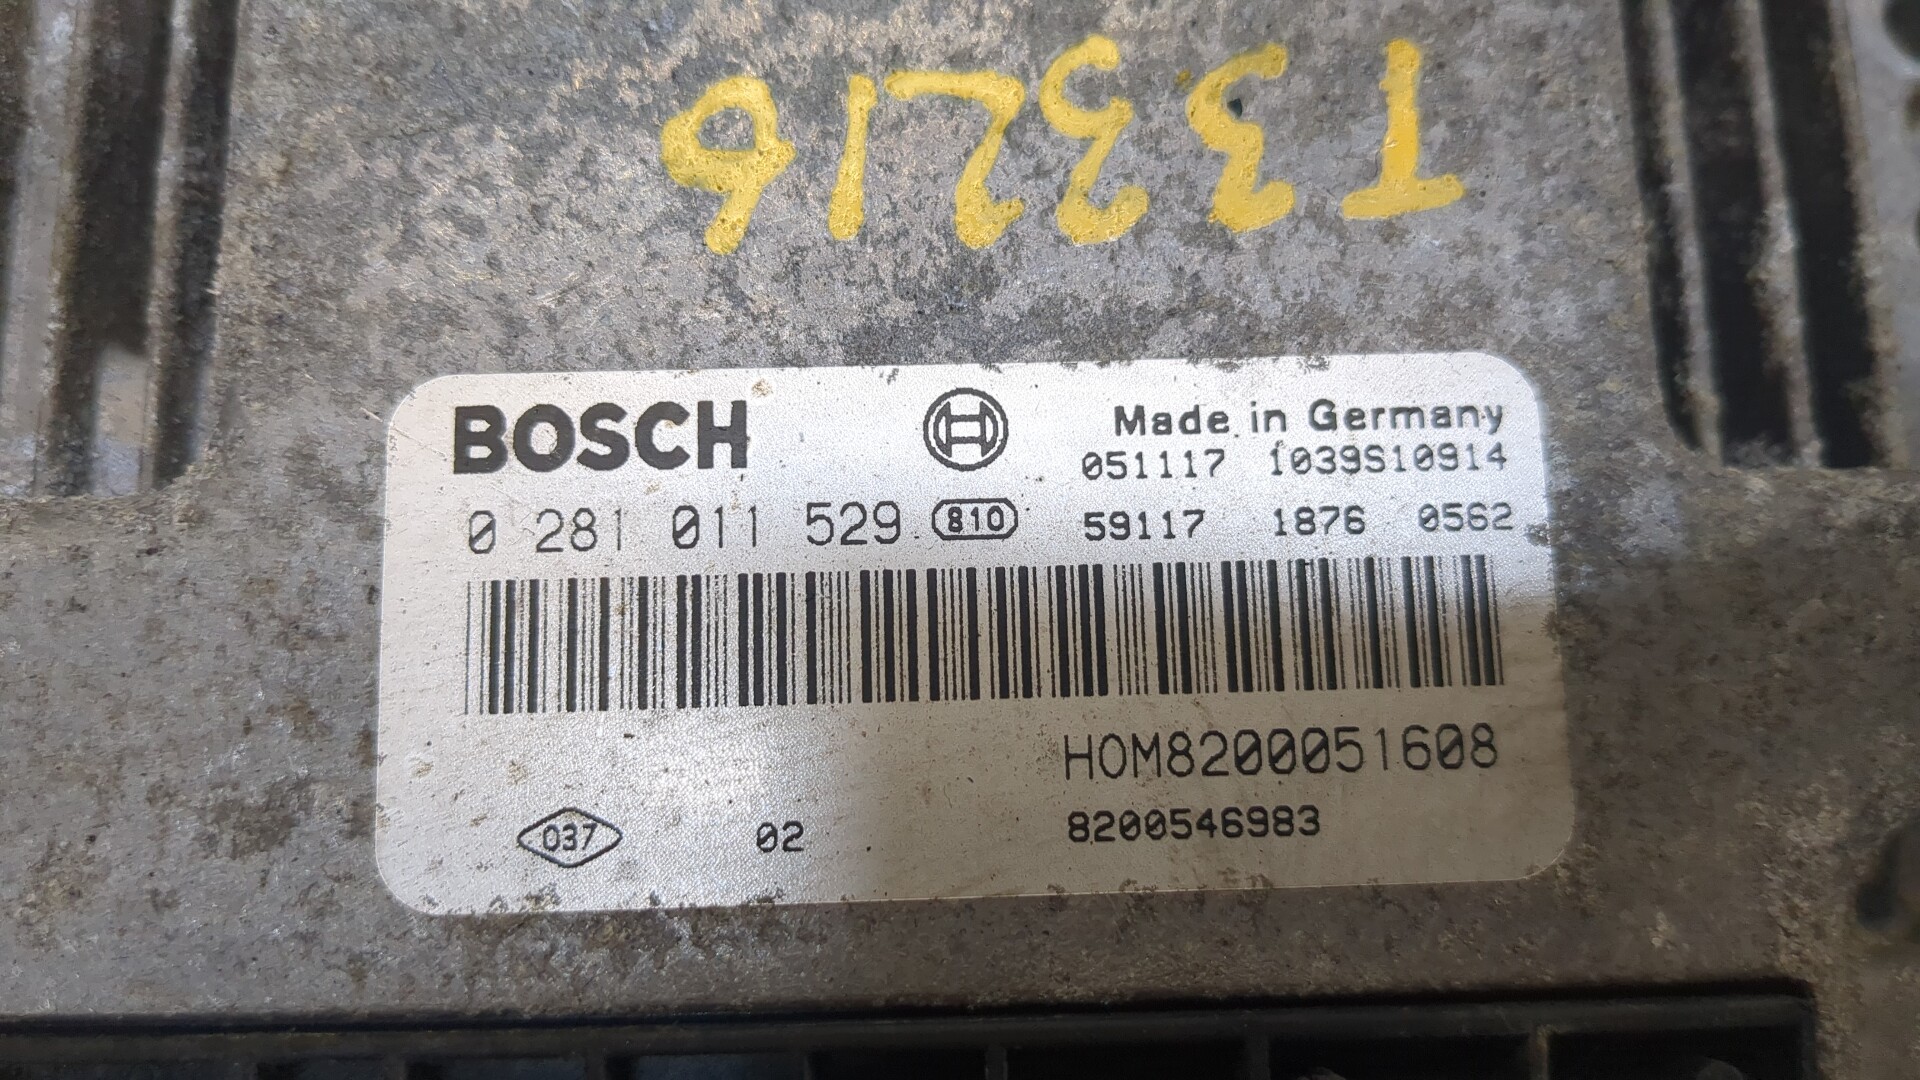 T33216
BOSCH
Made in Germany
051117 1039S10914
0 281 011 529 810 59117 1876 0562
HOM8200051608
037 02 8200546983